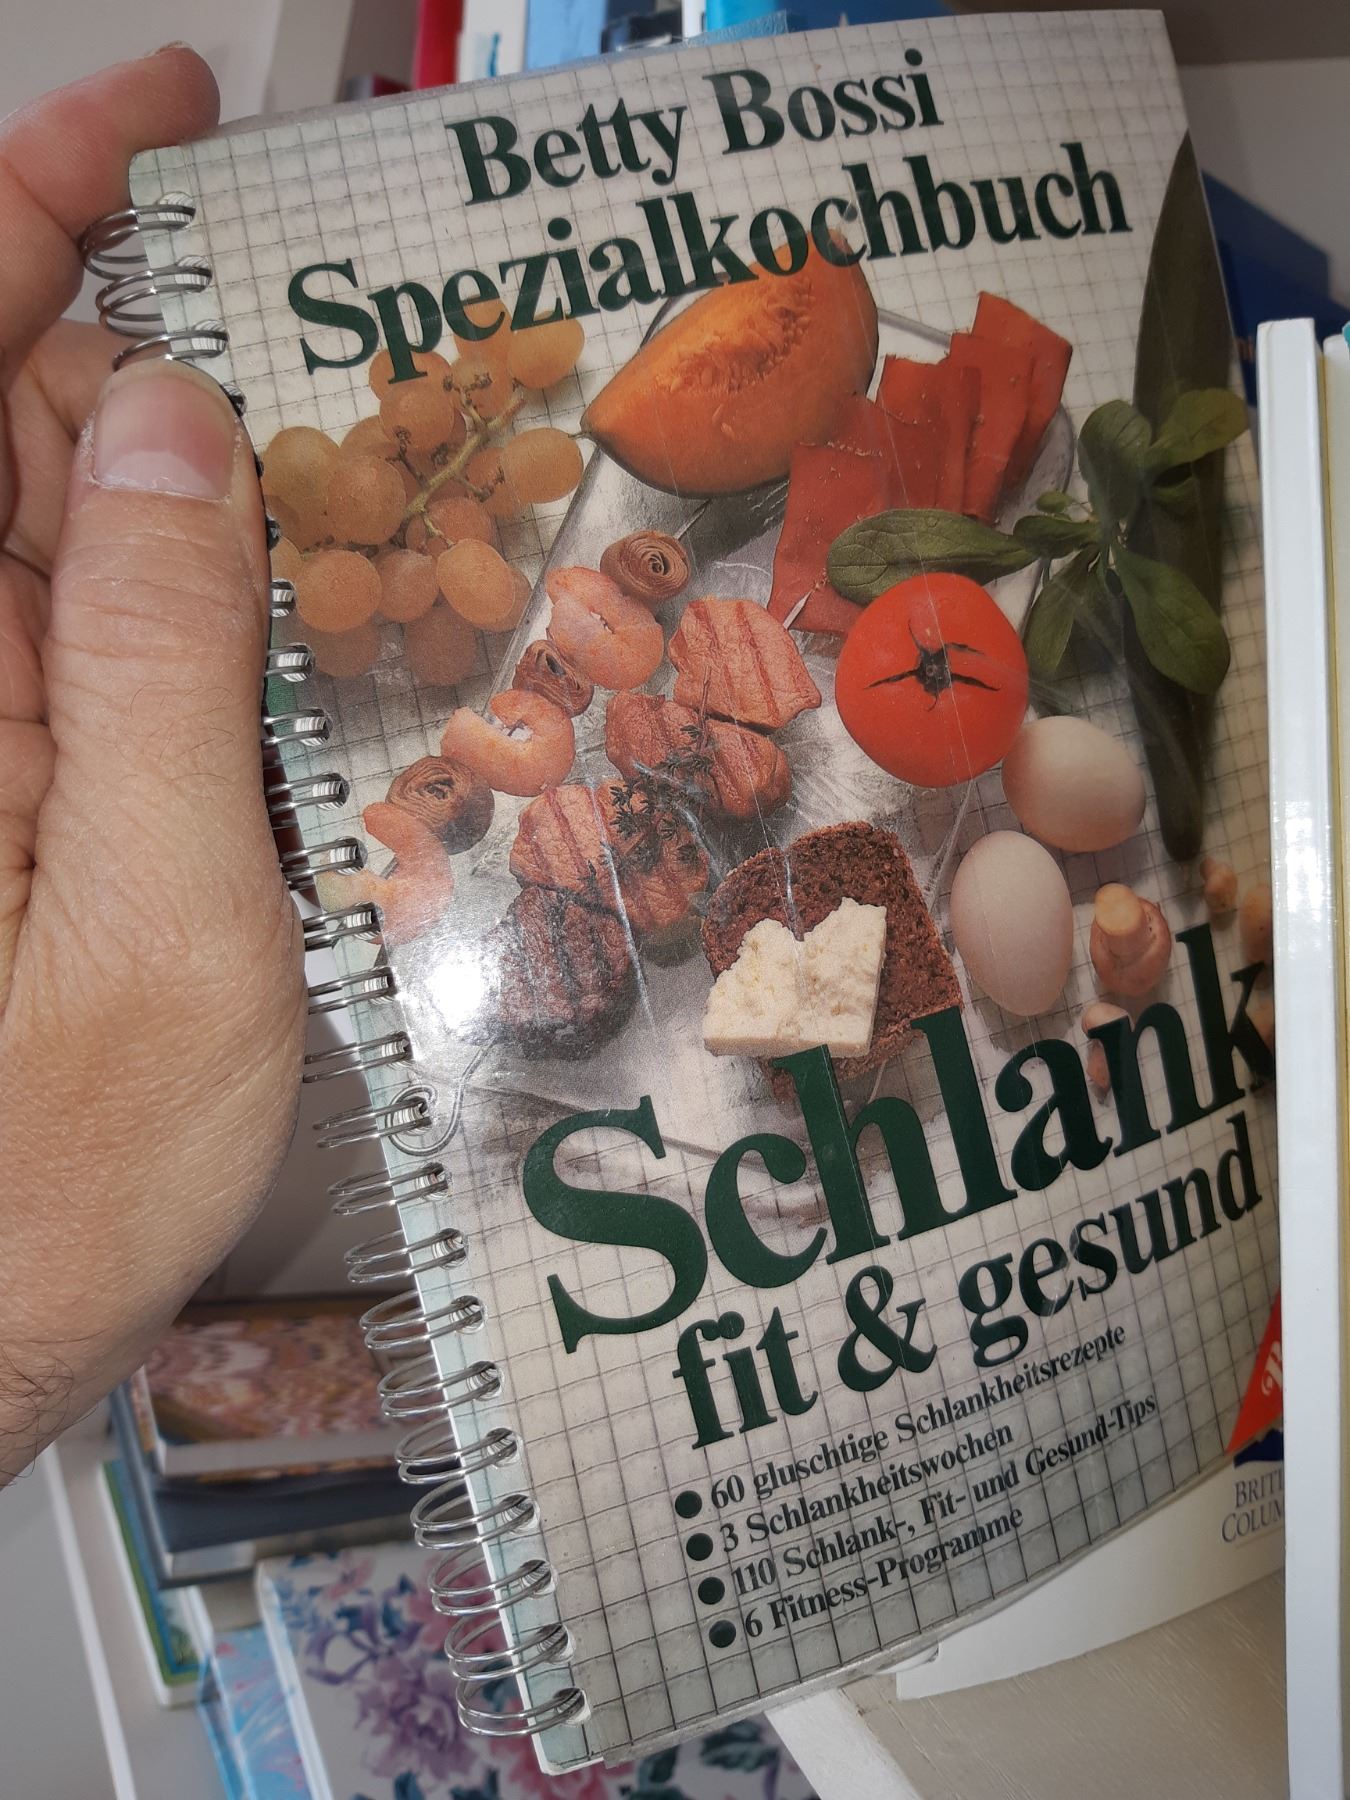 Betty Bossi
Spezialkochbuch
Schlank
fit & gesund
● 60 gluschtige Schlankheitsrezepte
● 3 Schlankheitswochen
● 110 Schlank-, Fit- und Gesund-Tips
● 6 Fitness-Programme